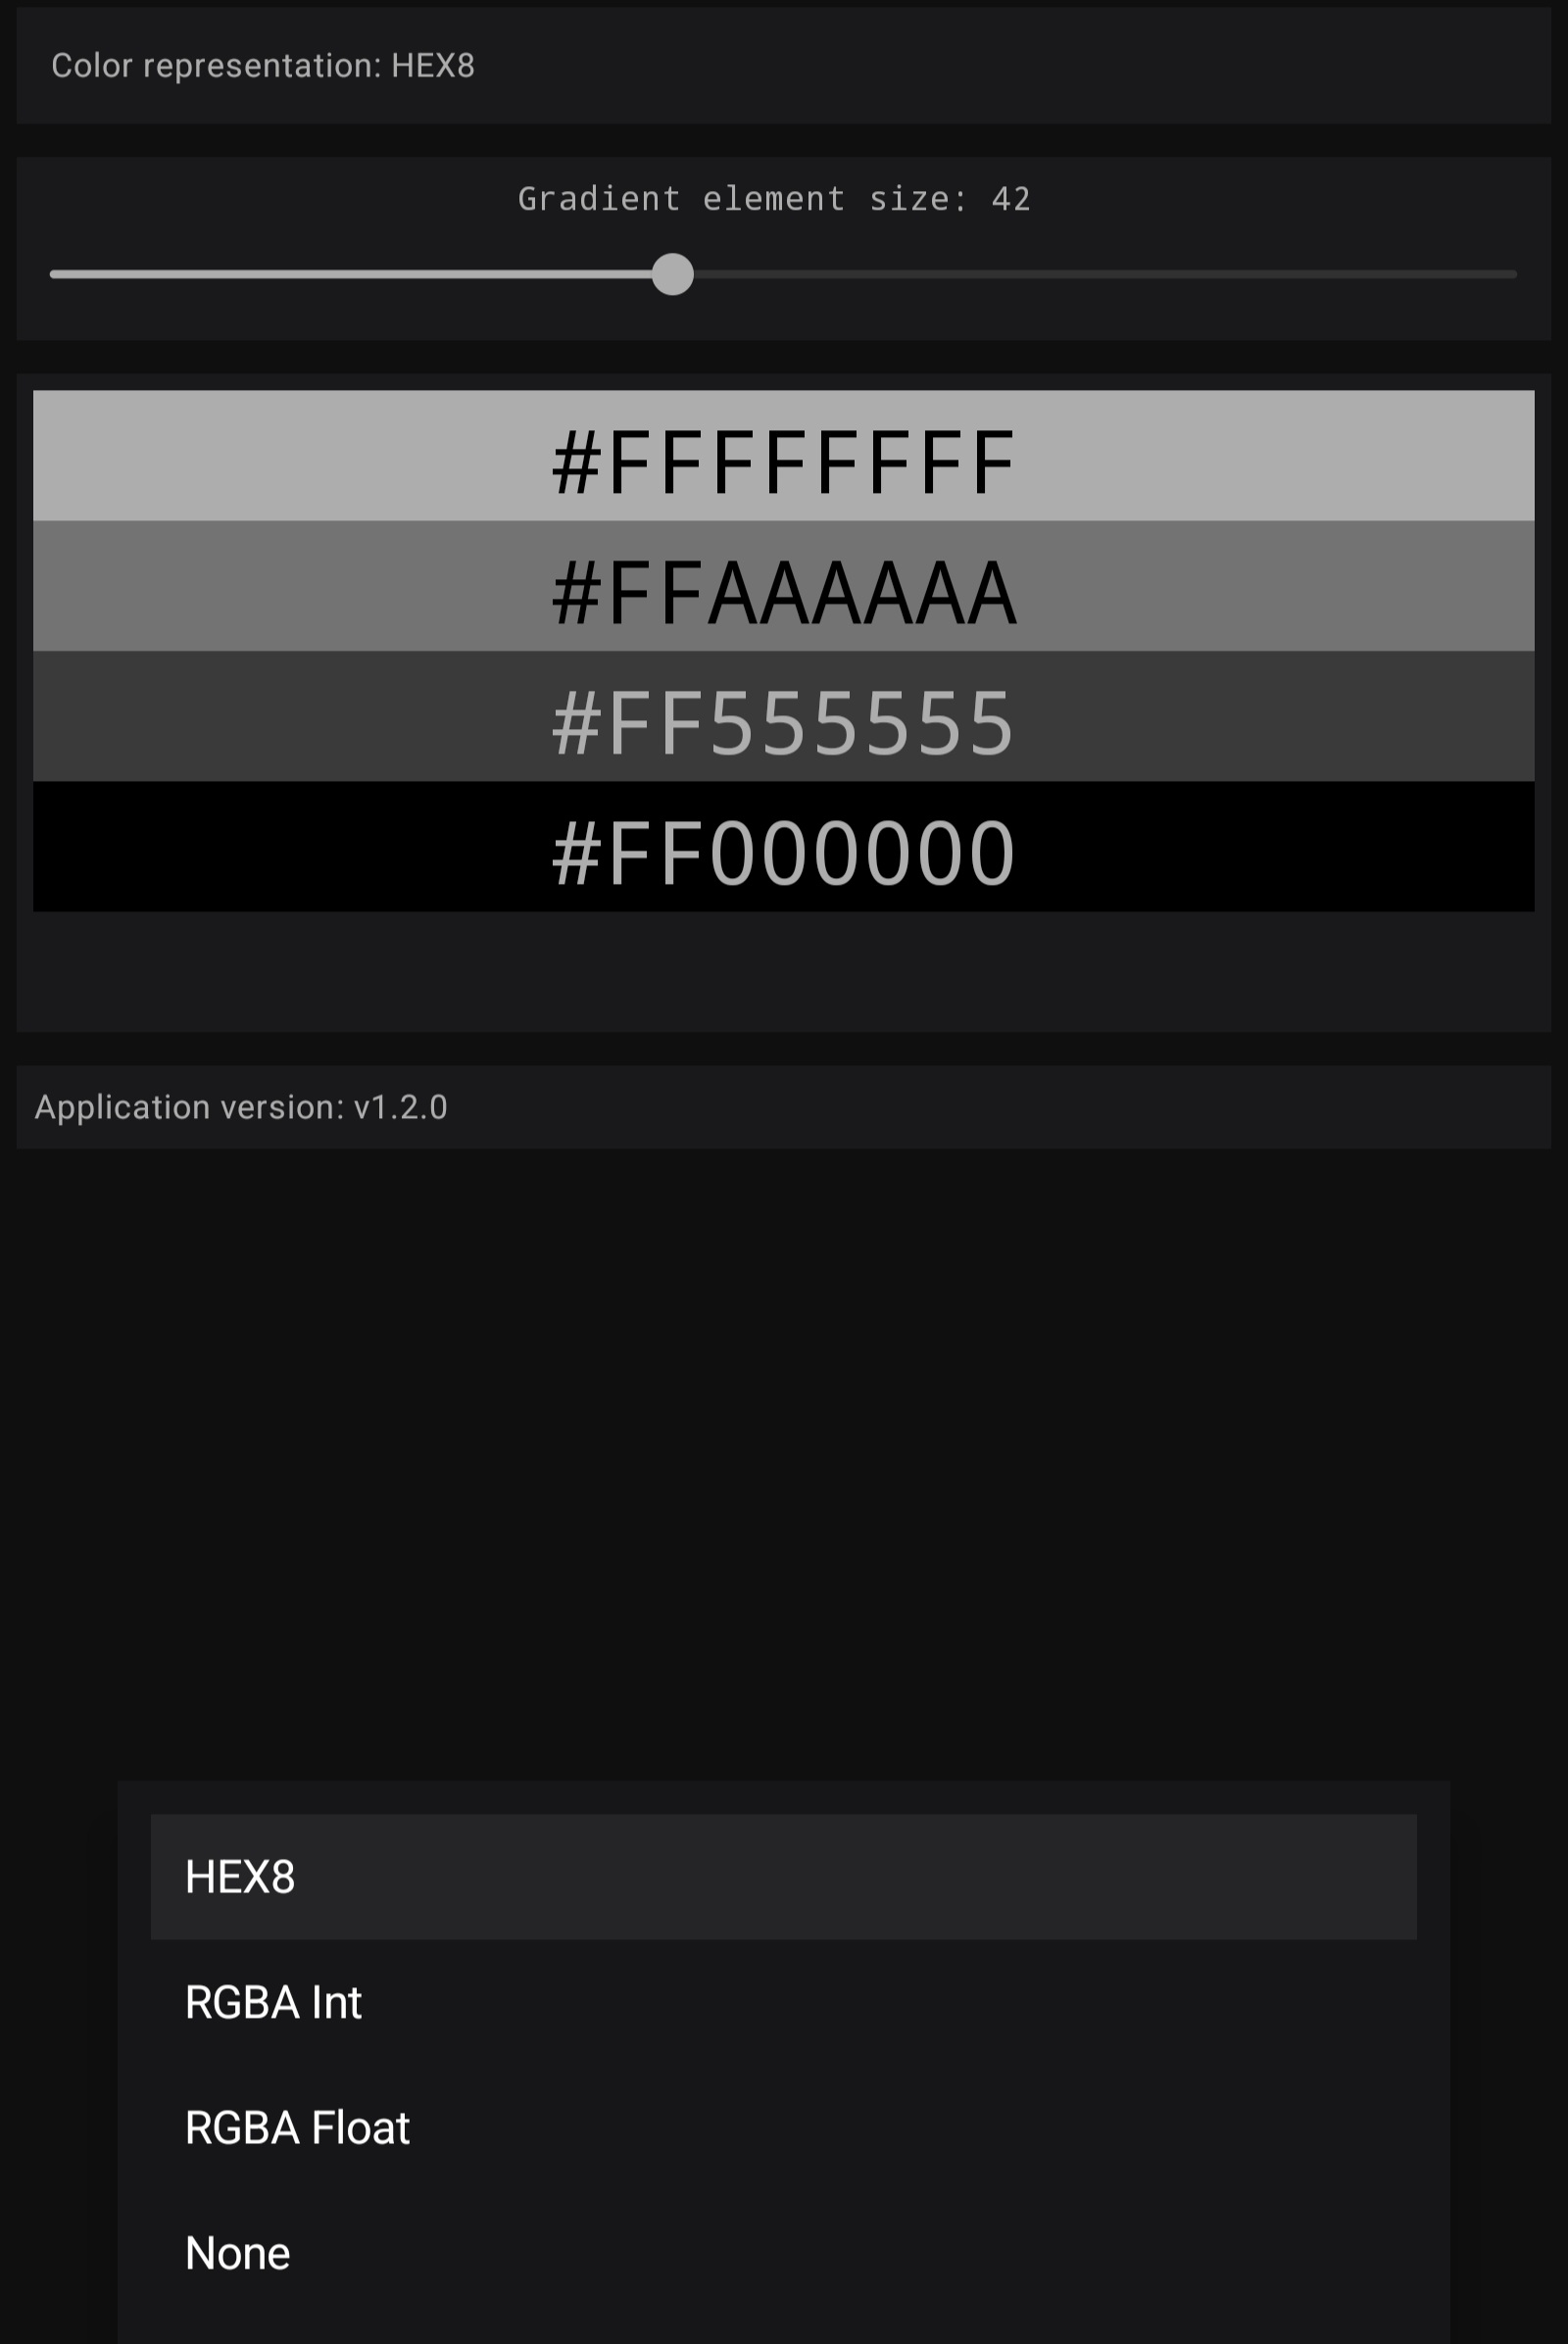 Color representation: HEX8
Gradient element size: 42
#FFFFFFFF
#FFAAAAAA
#FF555555
#FF000000
Application version: v1.2.0
HEX8
RGBA Int
RGBA Float
None